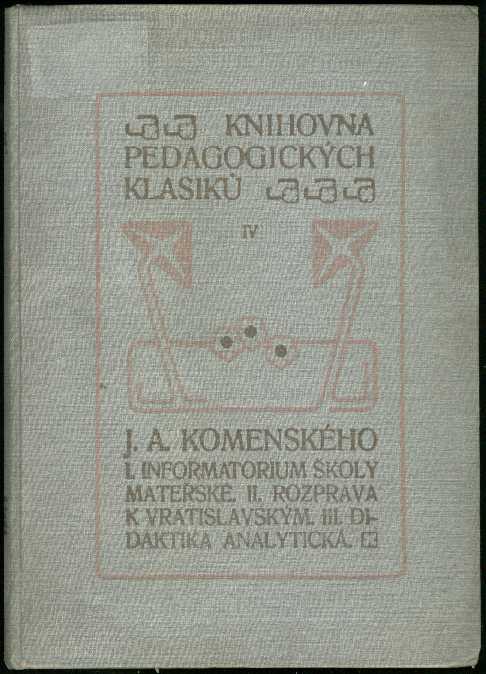 KNIHOVNA
PEDAGOGICKÝCH
KLASIKŮ
IV
J. A. KOMENSKÉHO
I. INFORMATORIUM ŠKOLY
MATEŘSKÉ. II. ROZPRAVA
K VRATISLAVSKÝM. III. DI-
DAKTIKA ANALYTICKÁ.